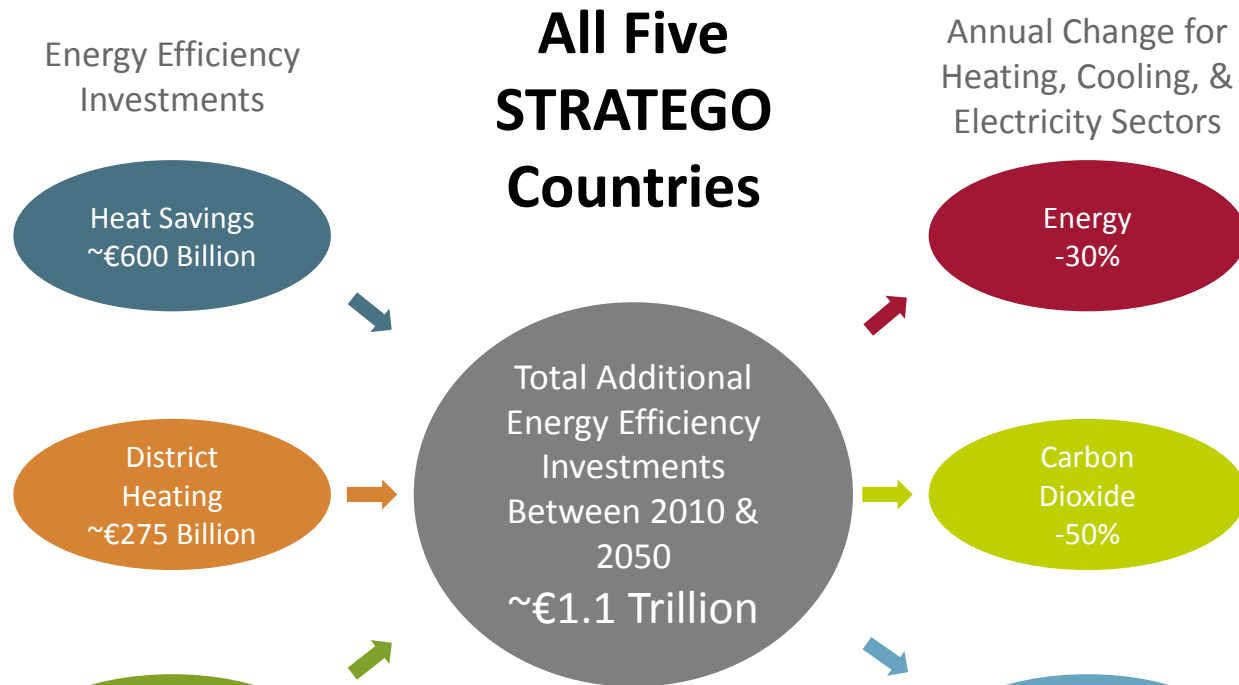 Energy Efficiency
Investments
All Five
STRATEGO
Countries
Annual Change for
Heating, Cooling, &
Electricity Sectors
Heat Savings
~€600 Billion
Energy
-30%
District
Heating
~€275 Billion
Total Additional
Energy Efficiency
Investments
Between 2010 &
2050
~€1.1 Trillion
Carbon
Dioxide
-50%